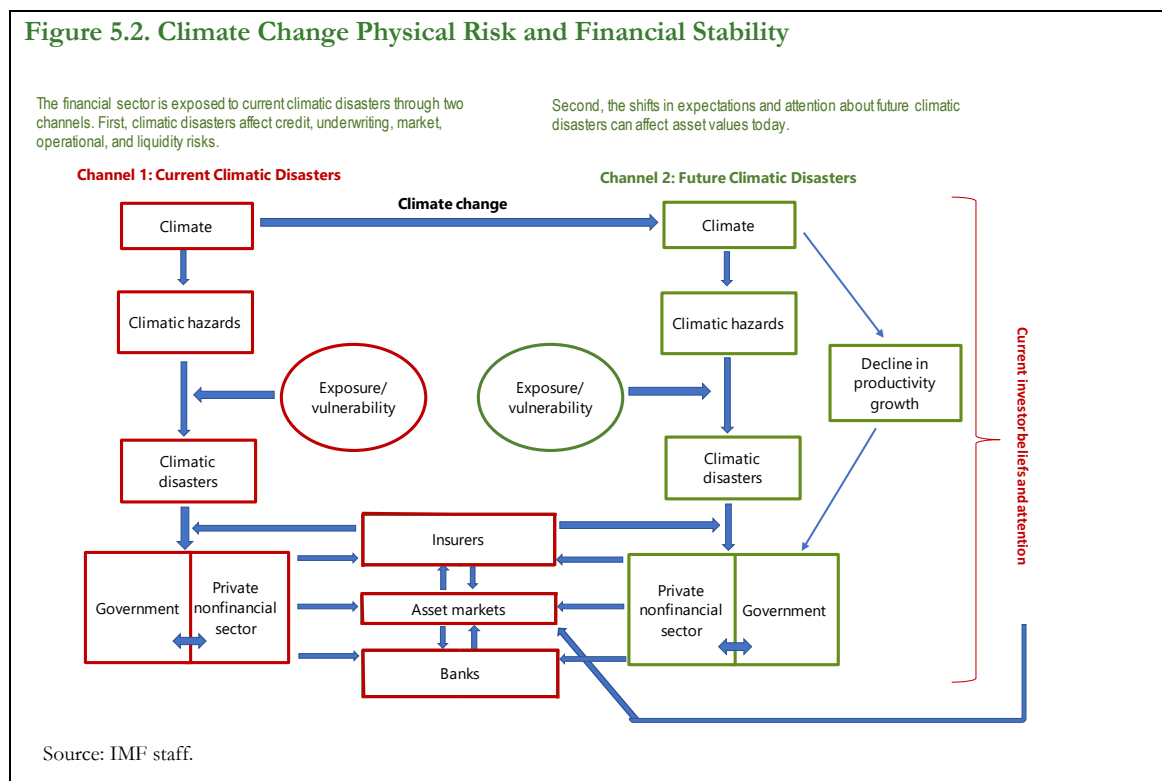 Figure 5.2. Climate Change Physical Risk and Financial Stability
The financial sector is exposed to current climatic disasters through two
channels. First, climatic disasters affect credit, underwriting, market,
operational, and liquidity risks.
Second, the shifts in expectations and attention about future climatic
disasters can affect asset values today.
Channel 1: Current Climatic Disasters
Channel 2: Future Climatic Disasters
Climate
Climate change
Climate
Climatic hazards
Climatic hazards
Exposure/
vulnerability
Exposure/
vulnerability
Decline in
productivity
growth
Climatic
disasters
Climatic
disasters
Current investor beliefs and attention
Insurers
Government
Private
nonfinancial
sector
Asset markets
Private
nonfinancial
sector
Government
Banks
Source: IMF staff.